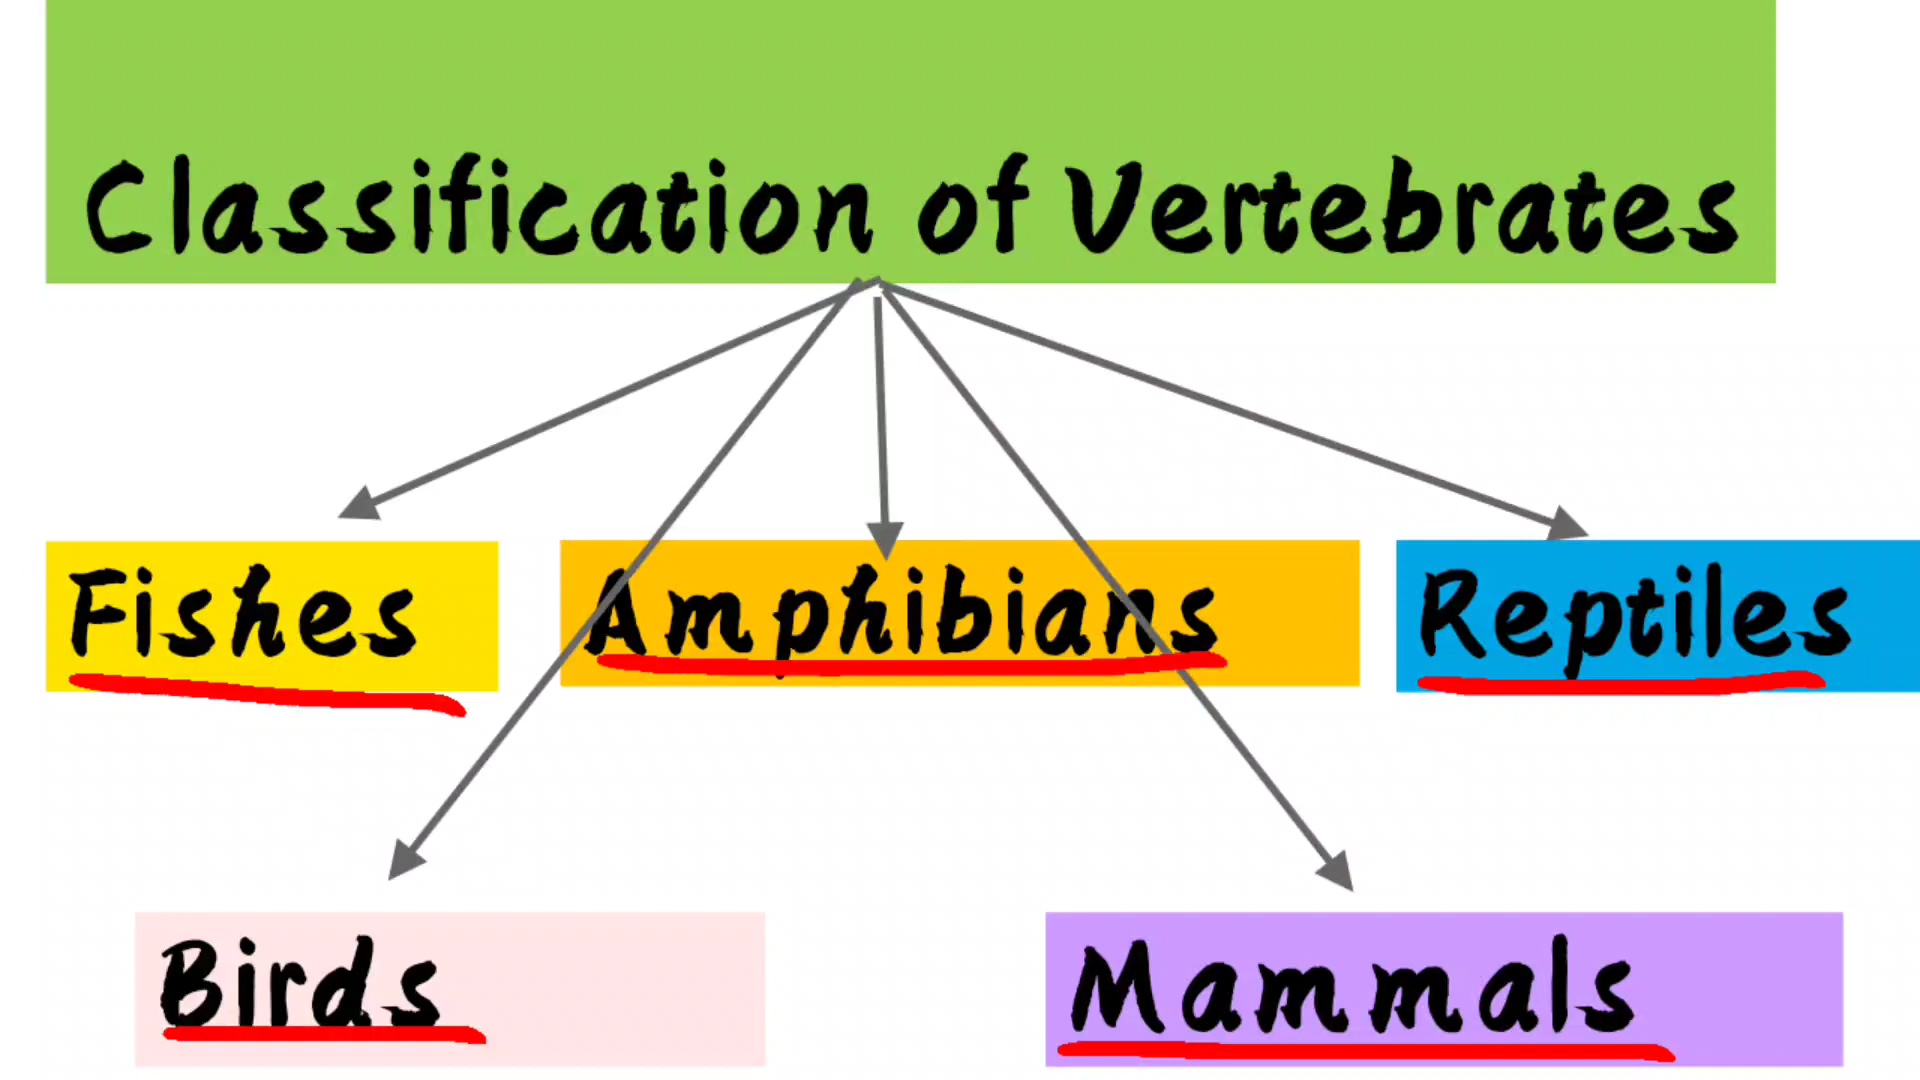 Classification of Vertebrates
Fishes
Amphibians
Reptiles
Birds
Mammals